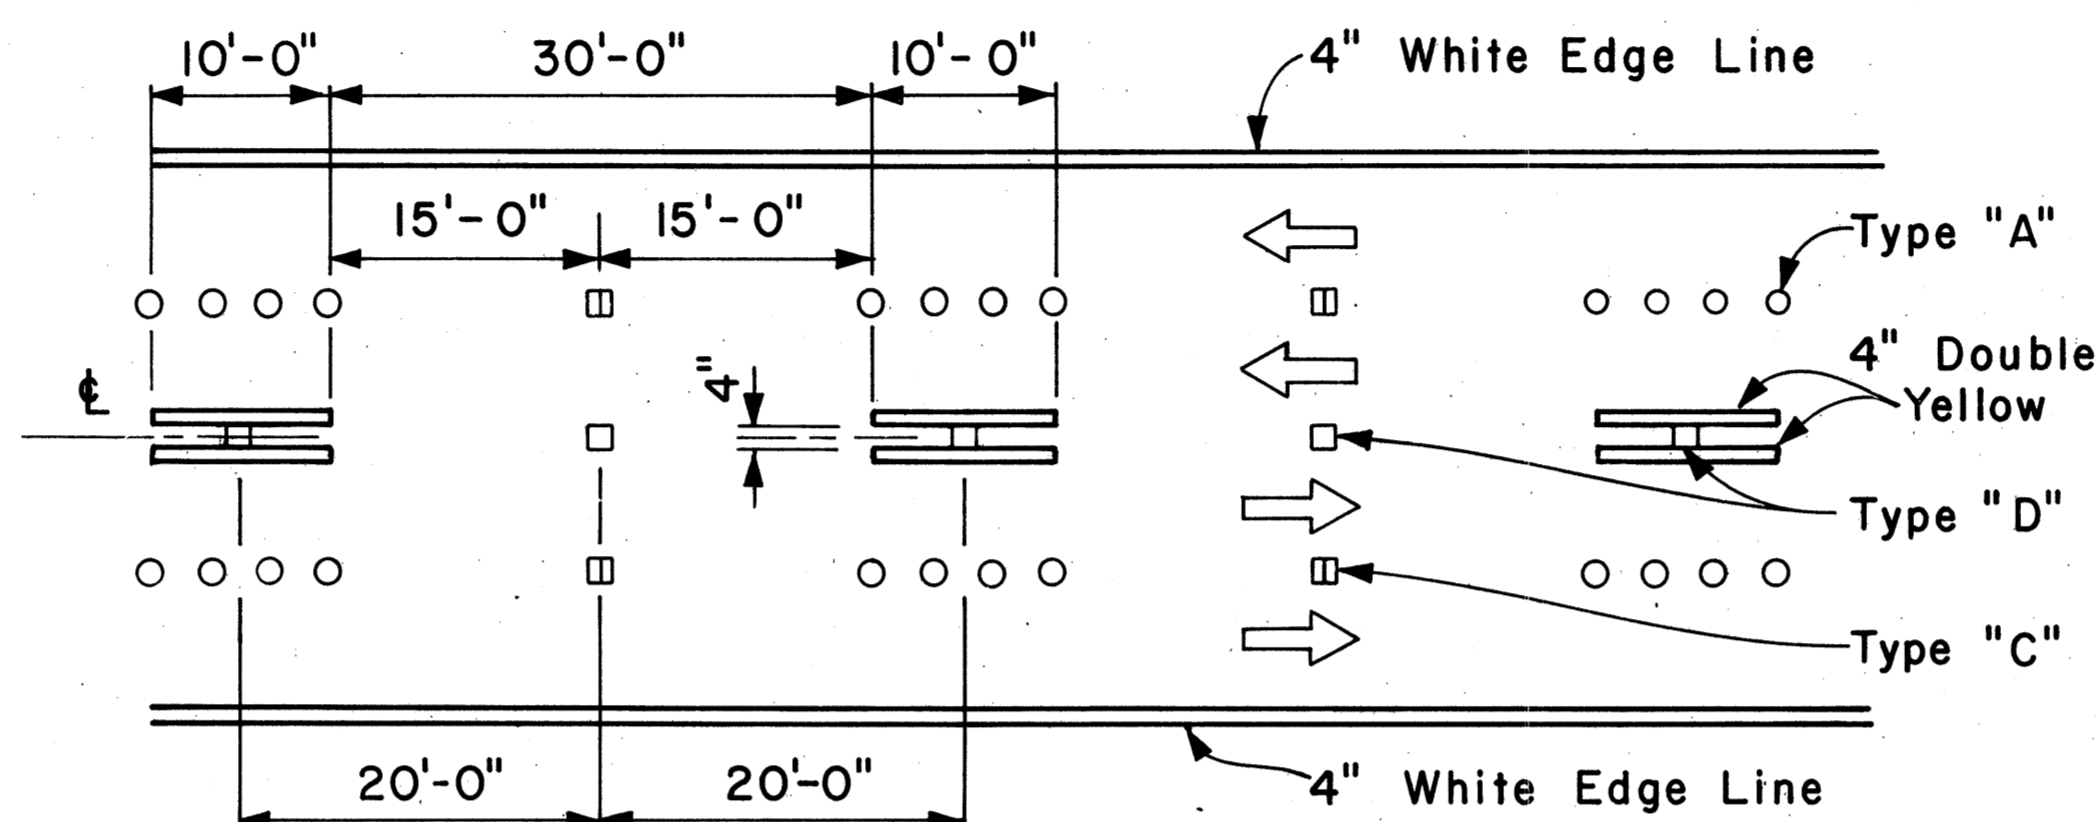 10'-0" 30'-0" 10'-0" 4" White Edge Line
15'-0" 15'-0" Type "A"
4" Double
Yellow
℄ 4"
Type "D"
Type "C"
20'-0" 20'-0" 4" White Edge Line